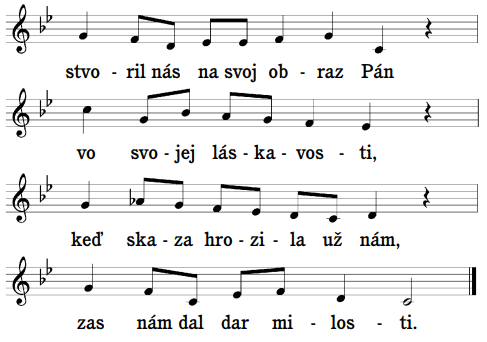 stvo - ril nás na svoj ob - raz Pán
vo svo - jej lás - ka - vos - ti,
keď ska - za hro - zi - la už nám,
zas nám dal dar mi - los - ti.